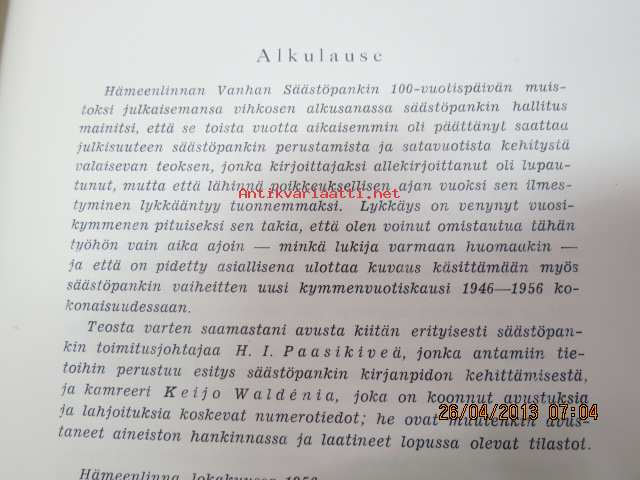 Alkulause
Hämeenlinnan Vanhan Säästöpankin 100-vuotispäivän muis-
toksi julkaisemansa vihkosen alkusanassa säästöpankin hallitus
mainitsi, että se toista vuotta aikaisemmin oli päättänyt saattaa
julkisuuteen säästöpankin perustamista ja satavuotista kehitystä
valaisevan teoksen, jonka kirjoittajaksi allekirjoittanut oli lupau-
tunut, mutta että lähinnä poikkeuksellisen ajan vuoksi sen ilmes-
Antikvariaatti.net
tyminen lykkääntyy tuonnemmaksi. Lykkäys on venynyt vuosi-
kymmenen pituiseksi sen takia, että olen voinut omistautua tähän
työhön vain aika ajoin — minkä lukija varmaan huomaakin —
ja että on pidetty asiallisena ulottaa kuvaus käsittämään myös
säästöpankin vaiheitten uusi kymmenvuotiskausi 1946—1956 ko-
konaisuudessaan.
Teosta varten saamastani avusta kiitän erityisesti säästöpan-
kin toimitusjohtajaa H. I. Paasikiveä, jonka antamiin tie-
toihin perustuu esitys säästöpankin kirjanpidon kehittämisestä,
ja kamreeri Keijo Waldénia, joka on koonnut avustuksia
ja lahjoituksia koskevat numerotiedot; he ovat muutenkin avus-
26/04/2013 07:04
taneet aineiston hankinnassa ja laatineet lopussa olevat tilastot.
Hämeenlinna lokakuussa